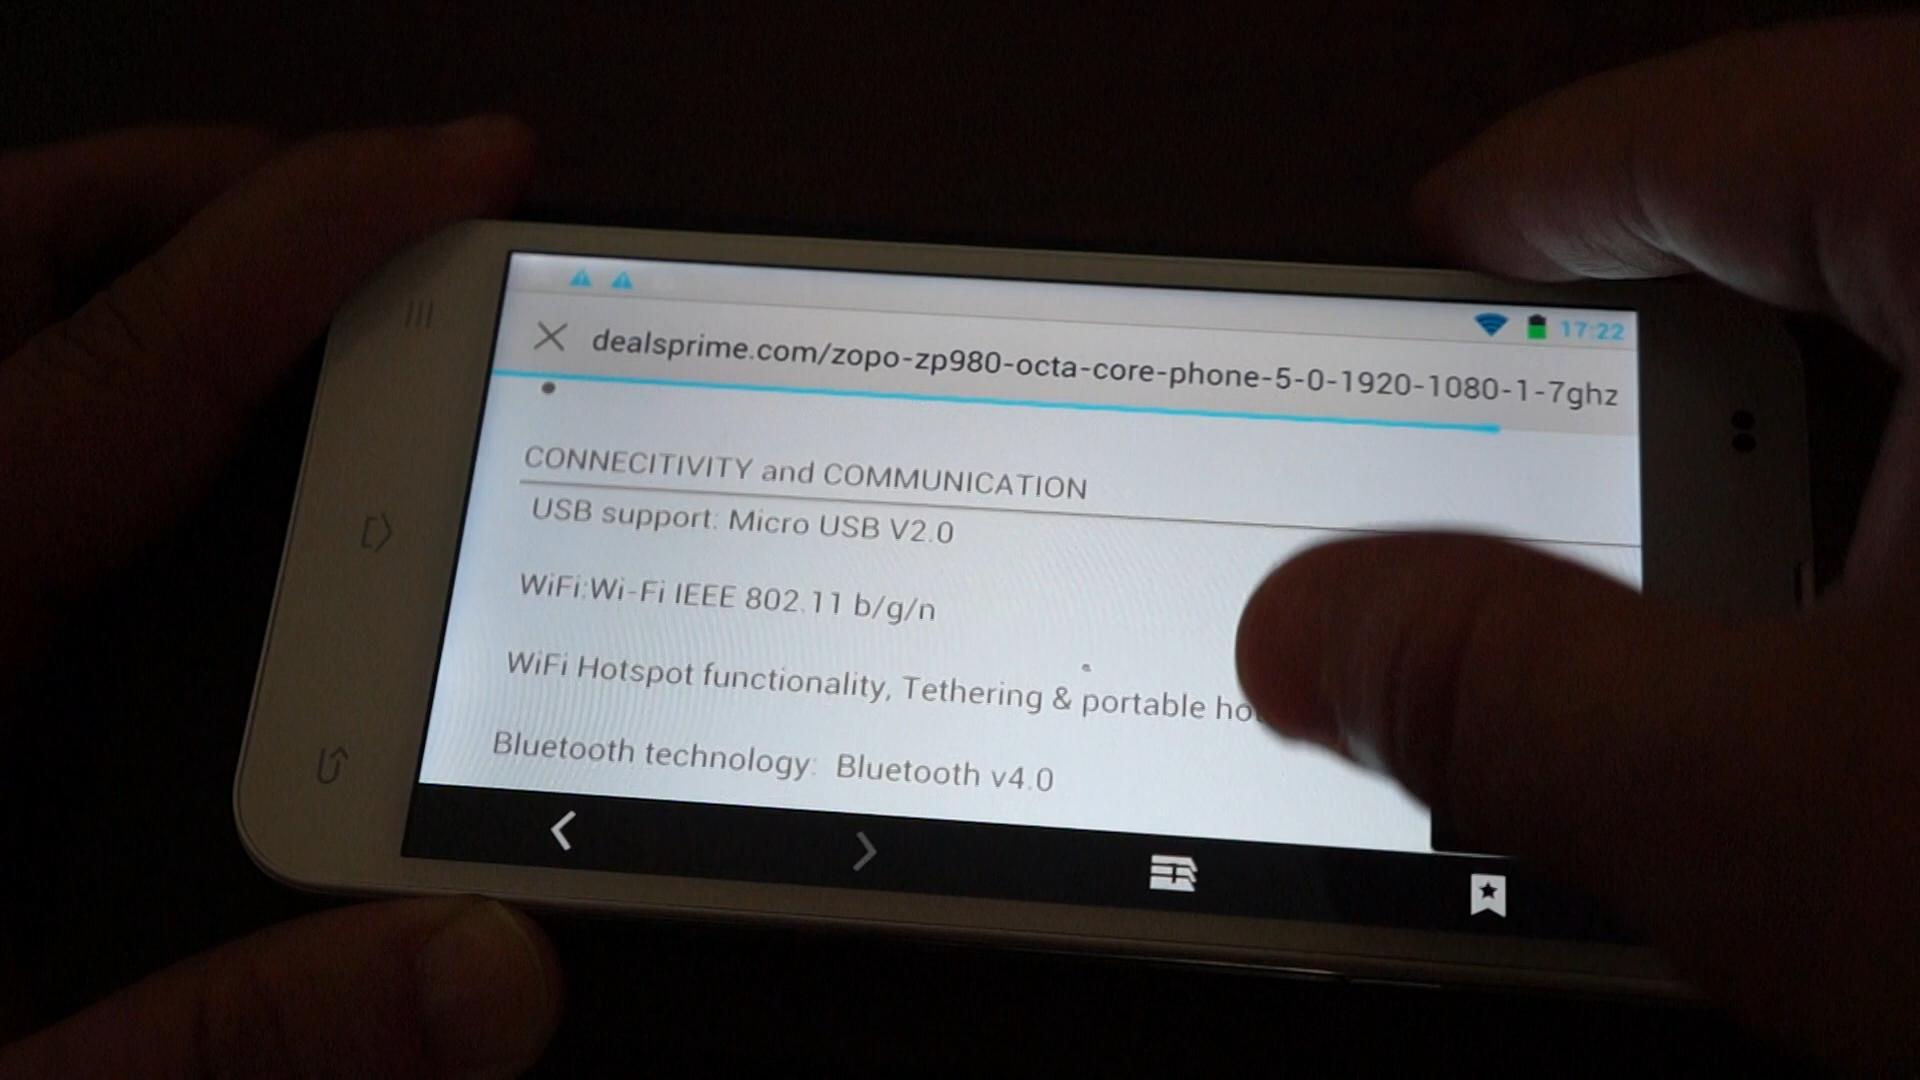 17:22
dealsprime.com/zopo-zp980-octa-core-phone-5-0-1920-1080-1-7ghz
CONNECITIVITY and COMMUNICATION
USB support: Micro USB V2.0
WiFi:Wi-Fi IEEE 802.11 b/g/n
WiFi Hotspot functionality, Tethering & portable
Bluetooth technology: Bluetooth v4.0